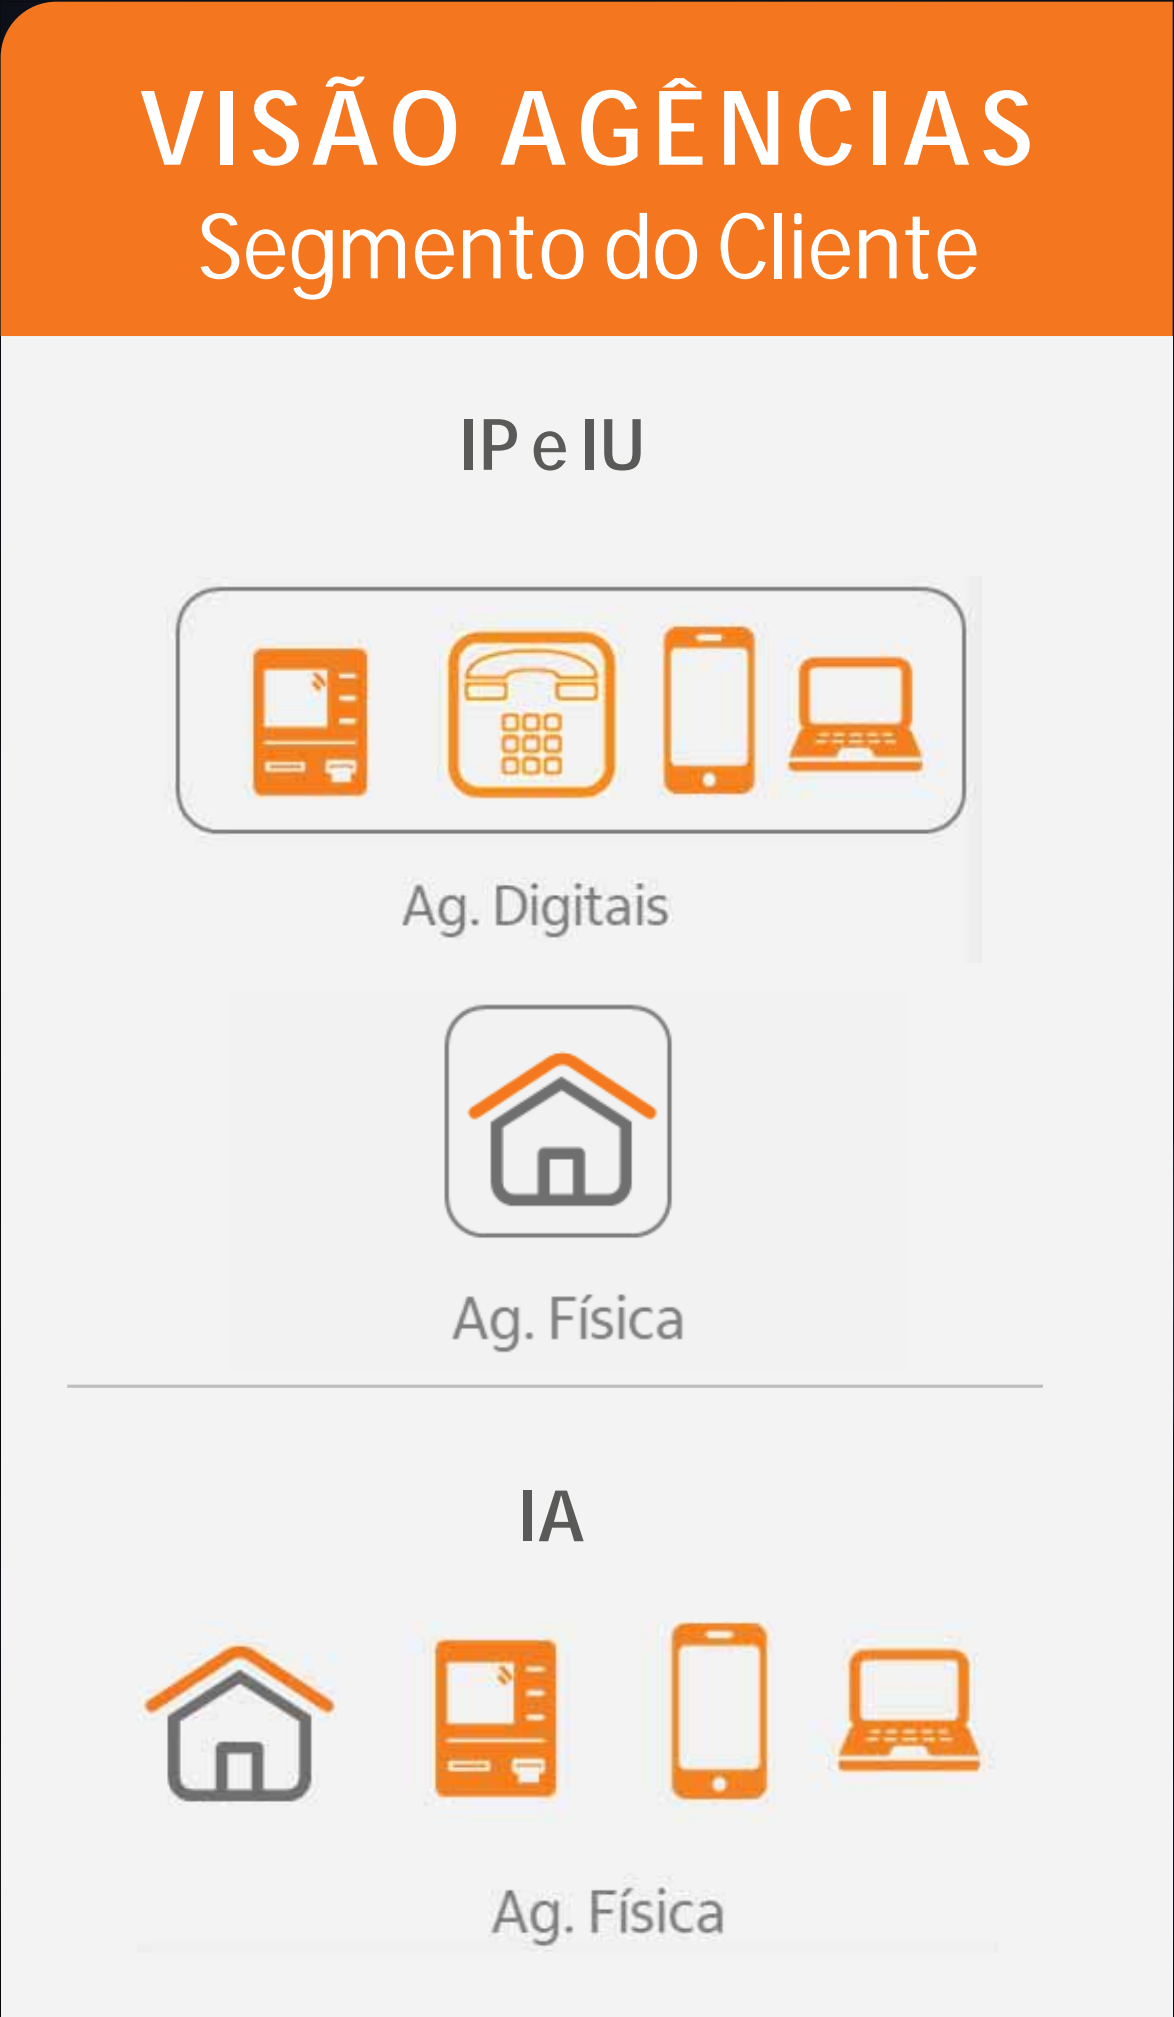 VISÃO AGÊNCIAS
Segmento do Cliente
IP e IU
Ag. Digitais
Ag. Física
IA
Ag. Física